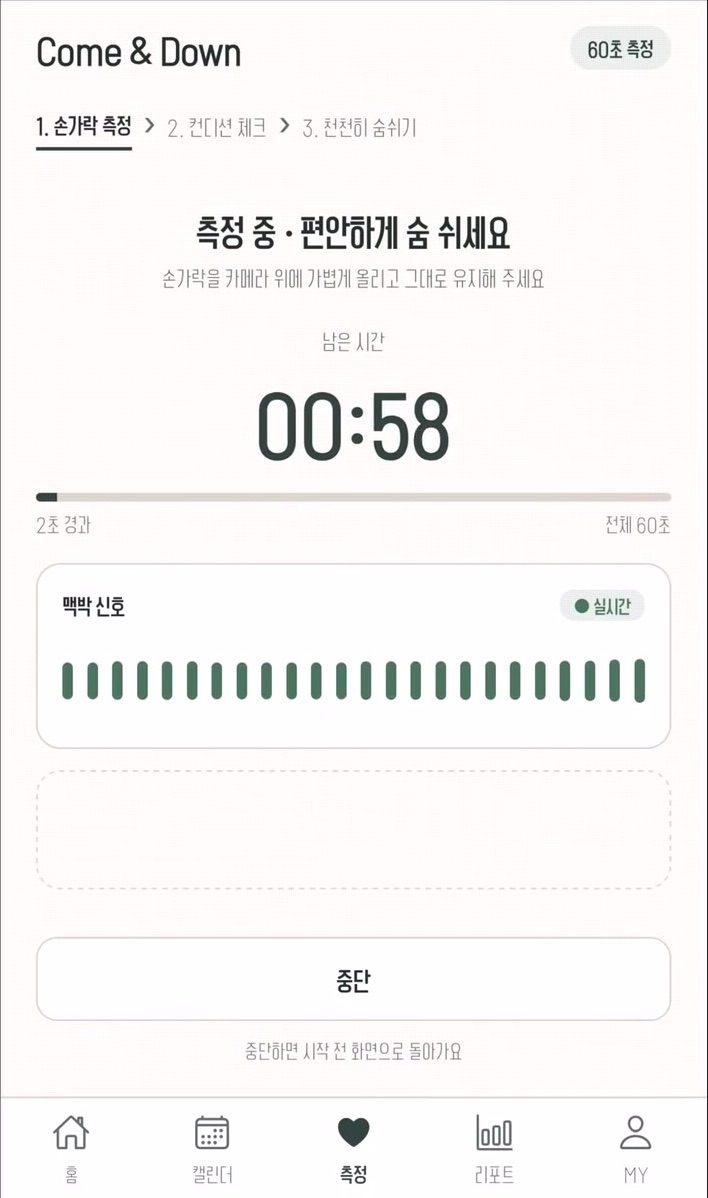 Come & Down
60초 측정
1. 손가락 측정 > 2. 컨디션 체크 > 3. 천천히 숨쉬기
측정 중 · 편안하게 숨 쉬세요
손가락을 카메라 위에 가볍게 올리고 그대로 유지해 주세요
남은 시간
00:58
2초 경과
전체 60초
맥박 신호
실시간
중단
중단하면 시작 전 화면으로 돌아가요
홈
캘린더
측정
리포트
MY